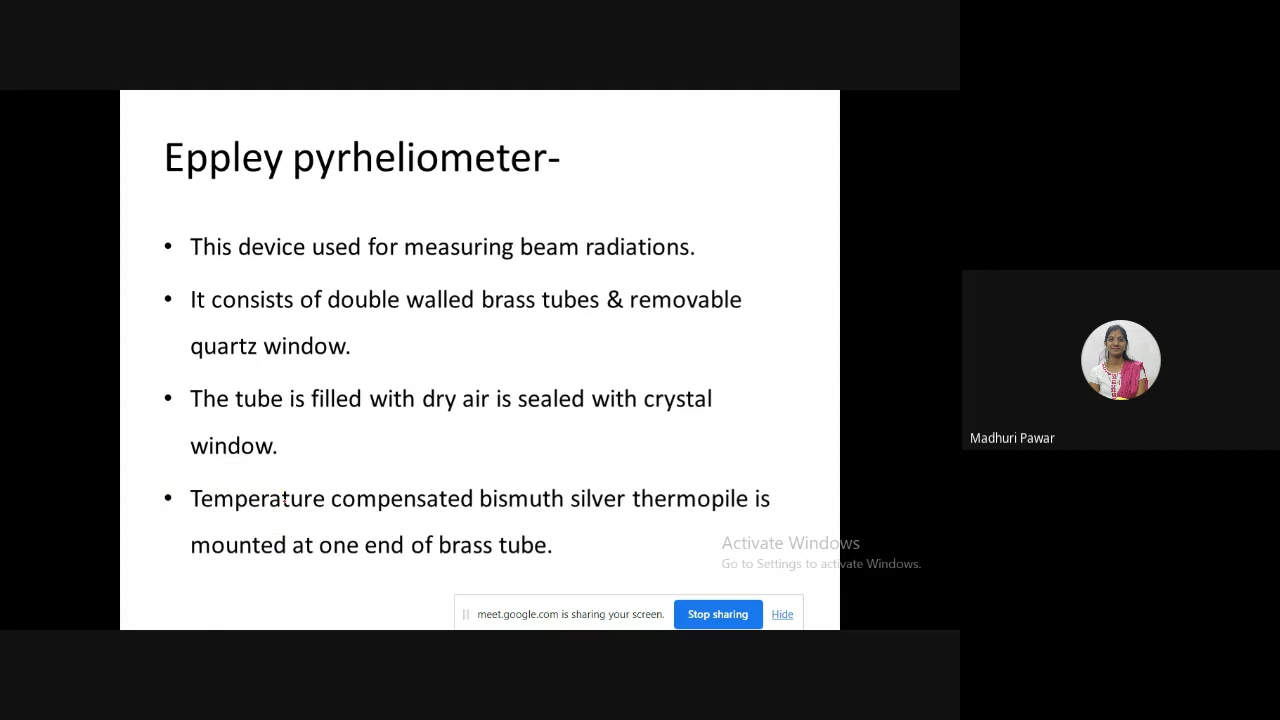 Eppley pyrheliometer-
• This device used for measuring beam radiations.
• It consists of double walled brass tubes & removable
quartz window.
• The tube is filled with dry air is sealed with crystal
window.
• Temperature compensated bismuth silver thermopile is
mounted at one end of brass tube.
Activate Windows
Go to Settings to activate Windows.
meet.google.com is sharing your screen. Stop sharing Hide
Madhuri Pawar